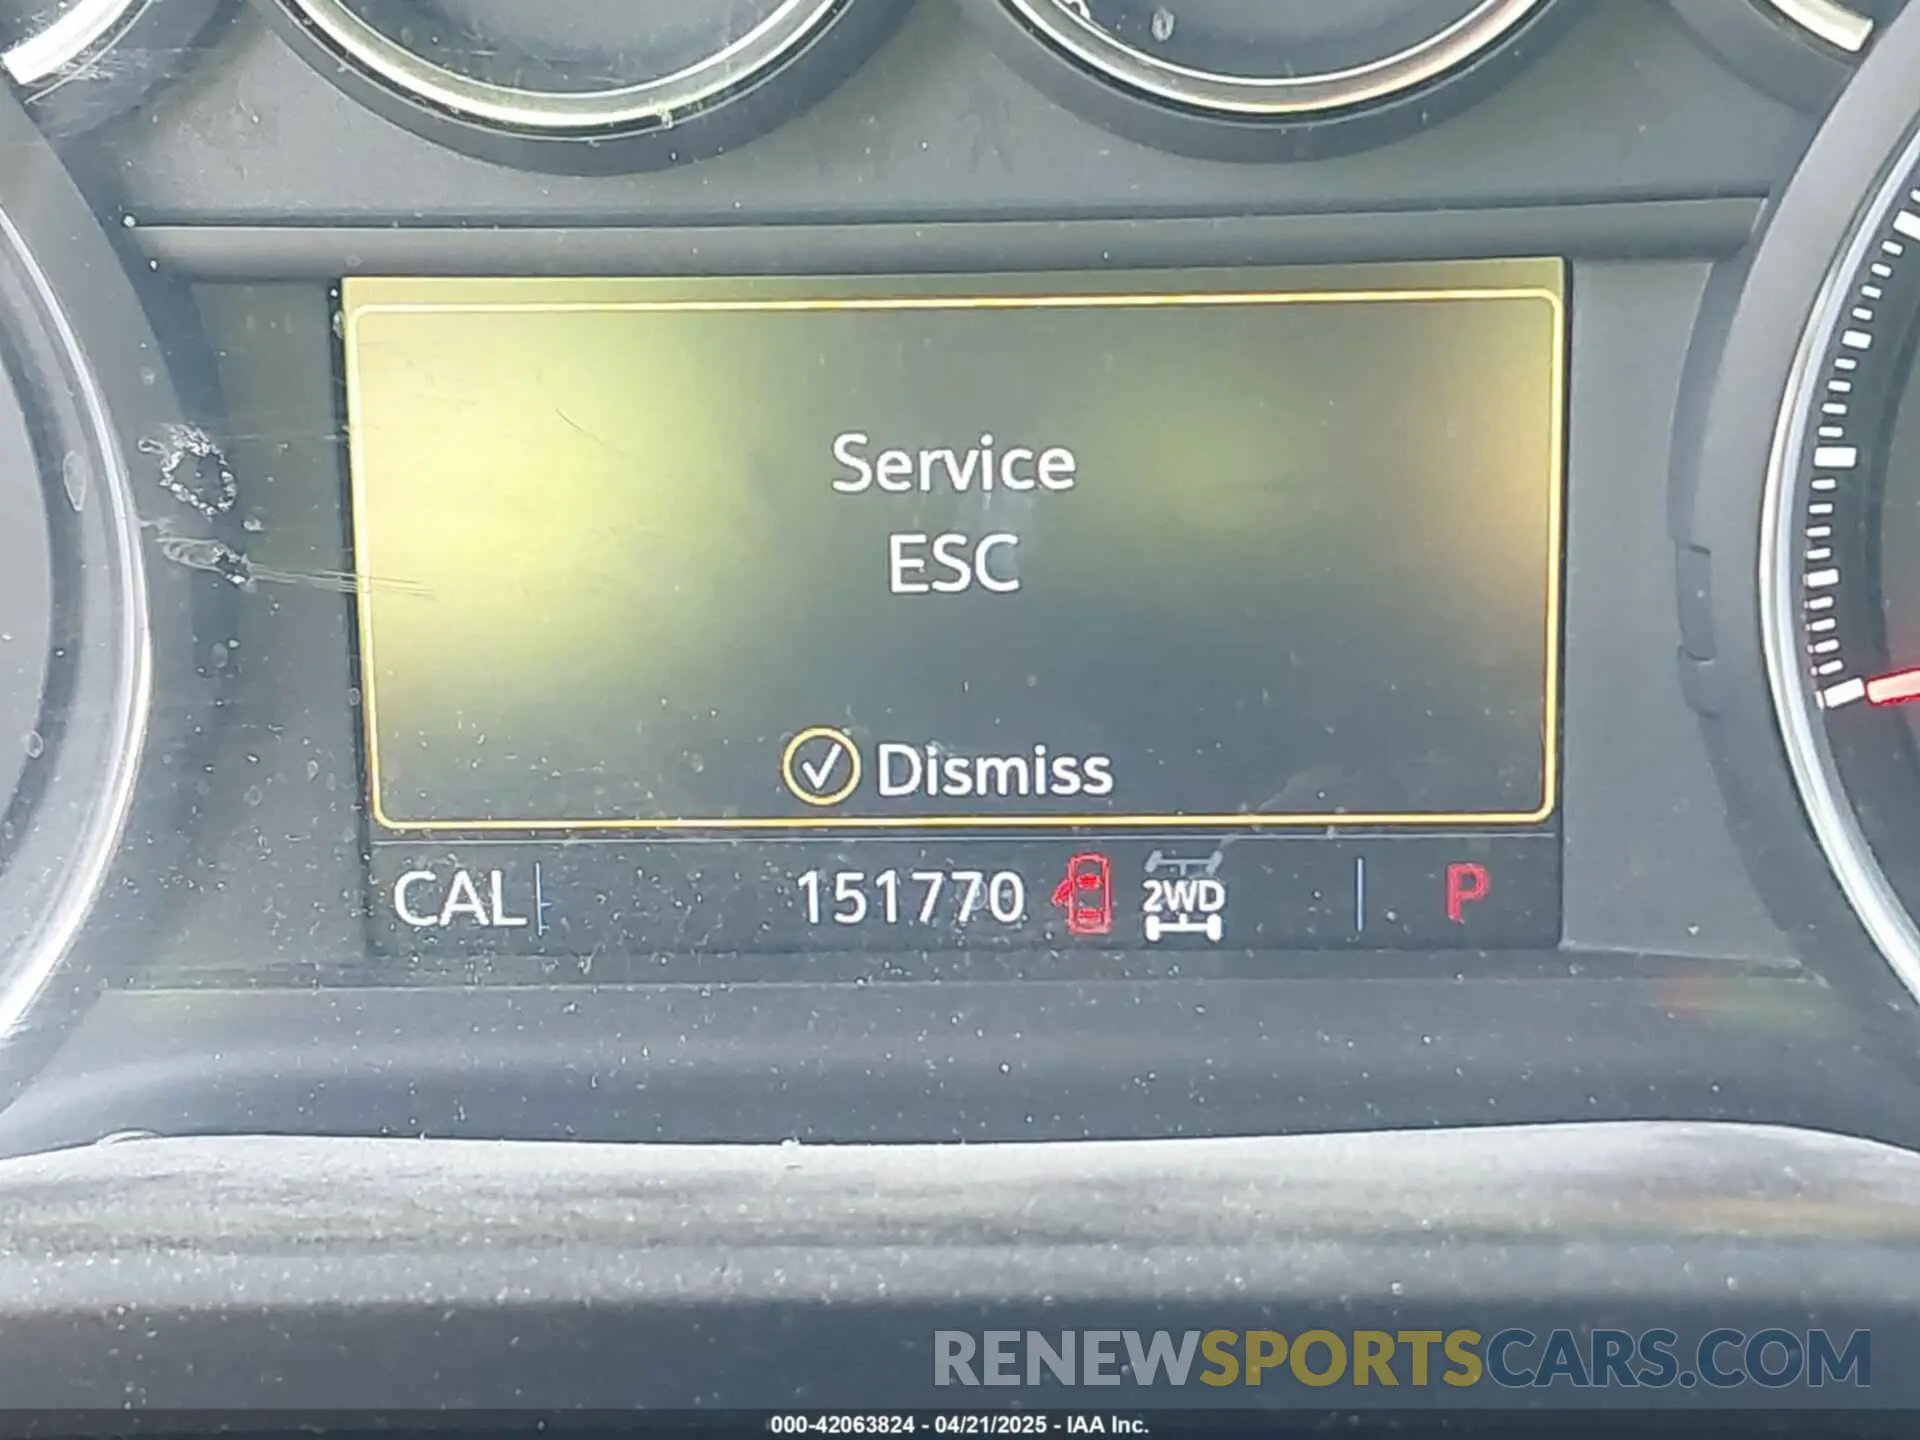 Service
ESC
Dismiss
CAL 151770 2WD P
RENEWSPORTSCARS.COM
000-42063824 - 04/21/2025 - IAA Inc.